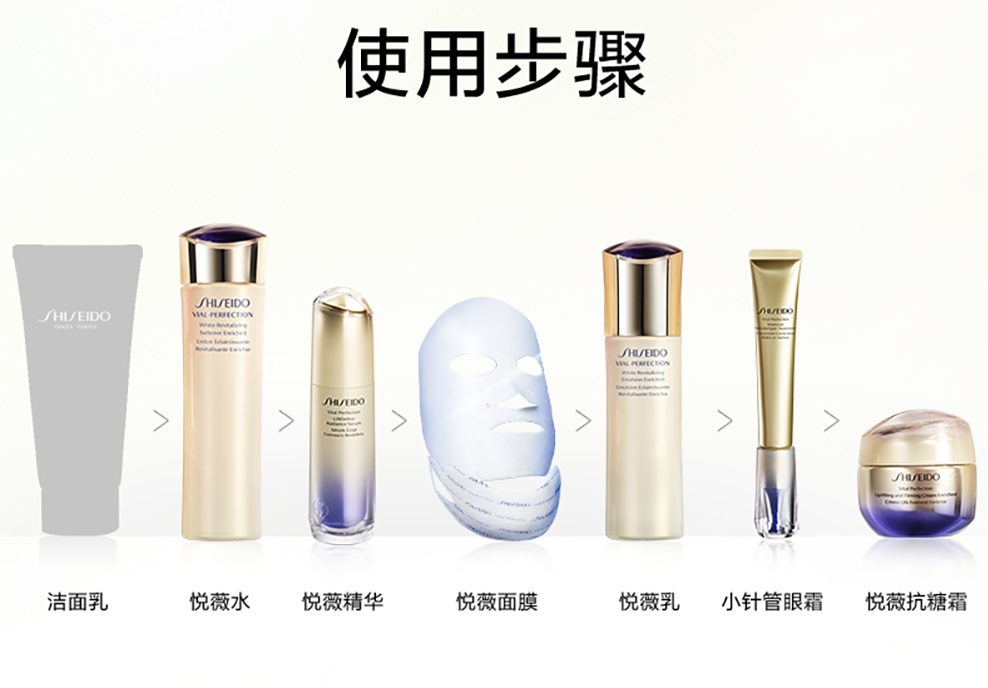 使用步骤
SHISEIDO
GINZA TOKYO
SHISEIDO
VITAL-PERFECTION
White Revitalizing
Softener Enriched
Lotion Éclaircissante
Revitalisante Enrichie
SHISEIDO
Vital Perfection
LiftDefine
Radiance Serum
SHISEIDO
VITAL-PERFECTION
White Revitalizing
Emulsion Enriched
Emulsion Éclaircissante
Revitalisante Enrichie
SHISEIDO
Vital Perfection
SHISEIDO
Vital Perfection
Uplifting and Firming Cream Enriched
洁面乳
悦薇水
悦薇精华
悦薇面膜
悦薇乳
小针管眼霜
悦薇抗糖霜